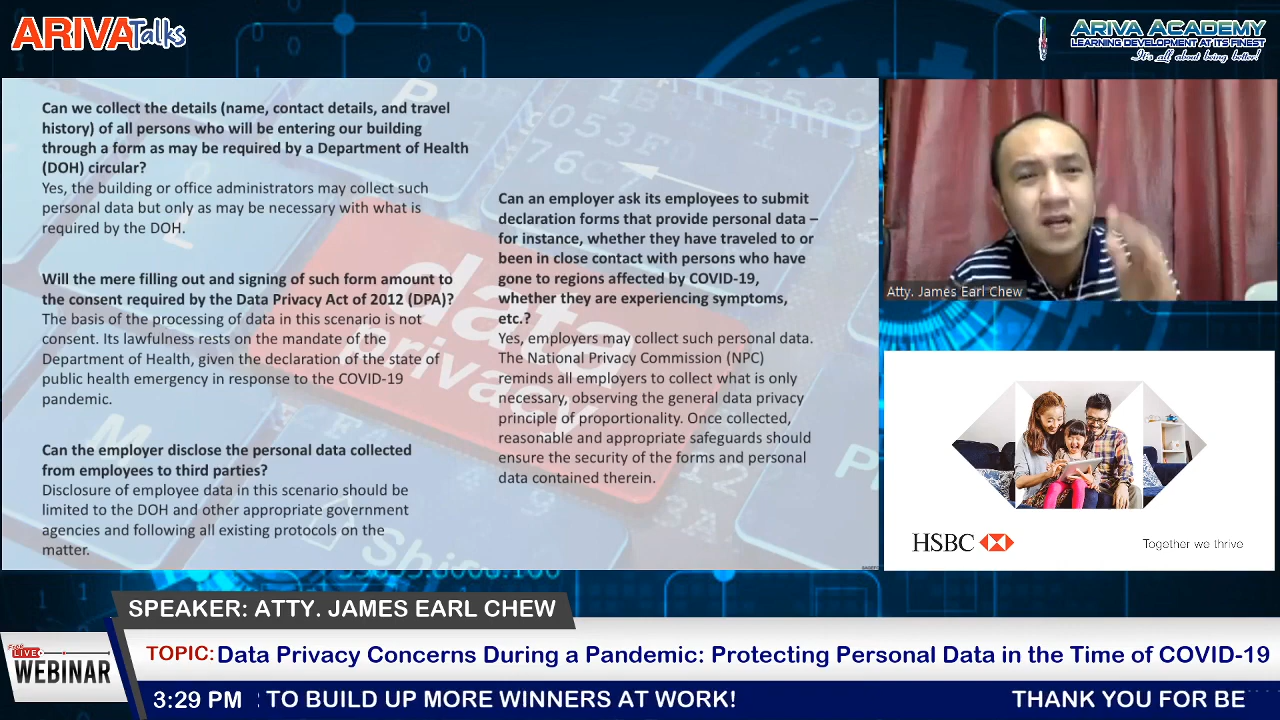 ARIVA Talks
ARIVA ACADEMY
LEARNING DEVELOPMENT AT ITS FINEST
It's all about being better!
Can we collect the details (name, contact details, and travel
history) of all persons who will be entering our building
through a form as may be required by a Department of Health
(DOH) circular?
Yes, the building or office administrators may collect such
personal data but only as may be necessary with what is
required by the DOH.
Will the mere filling out and signing of such form amount to
the consent required by the Data Privacy Act of 2012 (DPA)?
The basis of the processing of data in this scenario is not
consent. Its lawfulness rests on the mandate of the
Department of Health, given the declaration of the state of
public health emergency in response to the COVID-19
pandemic.
Can the employer disclose the personal data collected
from employees to third parties?
Disclosure of employee data in this scenario should be
limited to the DOH and other appropriate government
agencies and following all existing protocols on the
matter.
Can an employer ask its employees to submit
declaration forms that provide personal data –
for instance, whether they have traveled to or
been in close contact with persons who have
gone to regions affected by COVID-19,
whether they are experiencing symptoms,
etc.?
Yes, employers may collect such personal data.
The National Privacy Commission (NPC)
reminds all employers to collect what is only
necessary, observing the general data privacy
principle of proportionality. Once collected,
reasonable and appropriate safeguards should
ensure the security of the forms and personal
data contained therein.
data
privacy
Shift
Atty. James Earl Chew
HSBC
Together we thrive
SPEAKER: ATTY. JAMES EARL CHEW
Free LIVE
WEBINAR
TOPIC: Data Privacy Concerns During a Pandemic: Protecting Personal Data in the Time of COVID-19
3:29 PM : TO BUILD UP MORE WINNERS AT WORK! THANK YOU FOR BE